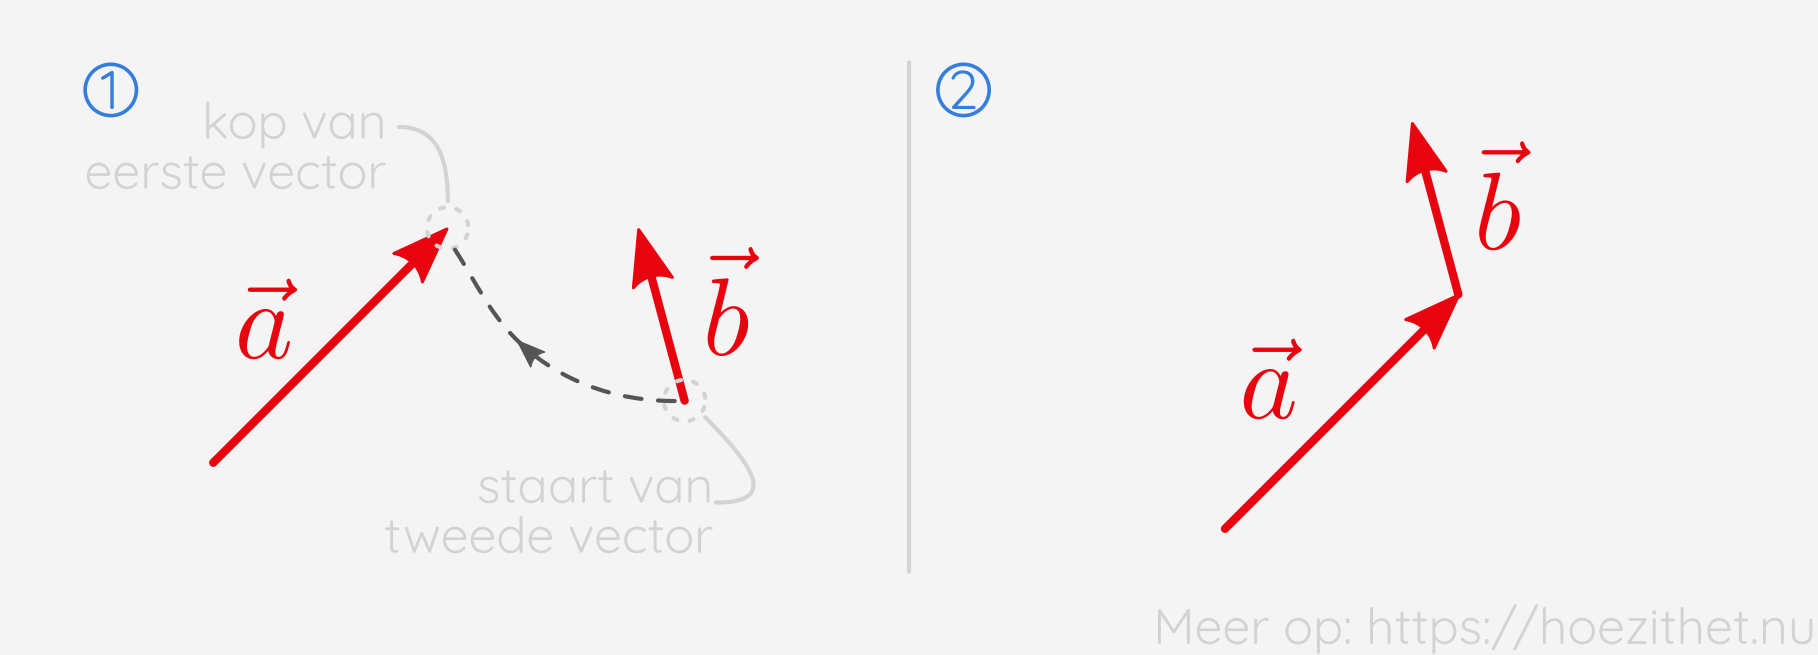 ①
kop van
eerste vector
$\vec{a}$
$\vec{b}$
staart van
tweede vector
②
$\vec{b}$
$\vec{a}$
Meer op: https://hoezithet.nu